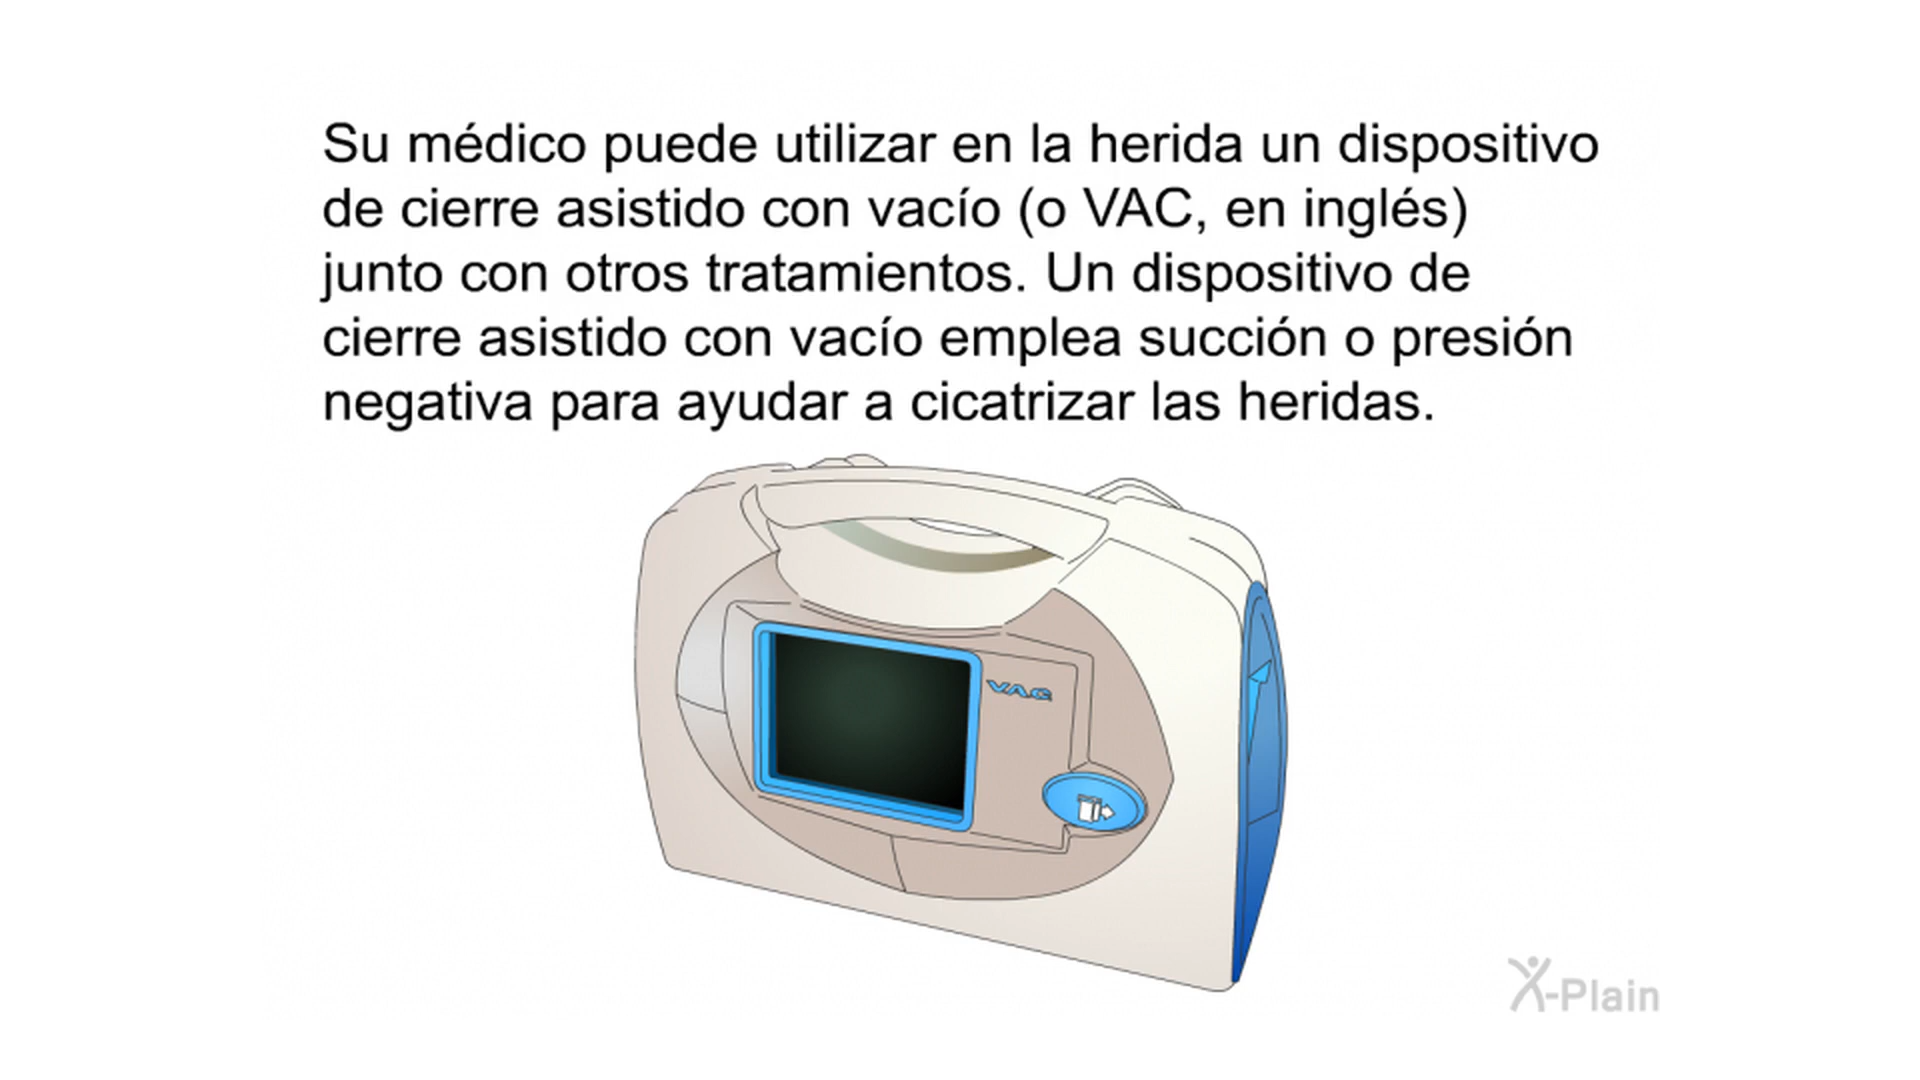 Su médico puede utilizar en la herida un dispositivo
de cierre asistido con vacío (o VAC, en inglés)
junto con otros tratamientos. Un dispositivo de
cierre asistido con vacío emplea succión o presión
negativa para ayudar a cicatrizar las heridas.
VAC
X-Plain